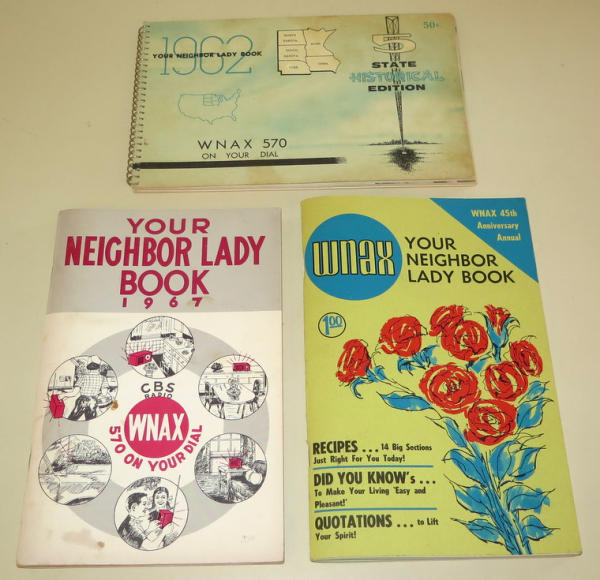 1962
YOUR NEIGHBOR LADY BOOK
WNAX 570
ON YOUR DIAL
50¢
5
STATE
HISTORICAL
EDITION
YOUR
NEIGHBOR LADY
BOOK
1967
CBS
RADIO
WNAX
570 ON YOUR DIAL
WNAX 45th
Anniversary
Annual
wnax
YOUR
NEIGHBOR
LADY BOOK
1.00
RECIPES . . . 14 Big Sections
Just Right For You Today!
DID YOU KNOW's . . .
To Make Your Living 'Easy and
Pleasant!'
QUOTATIONS . . . to Lift
Your Spirit!